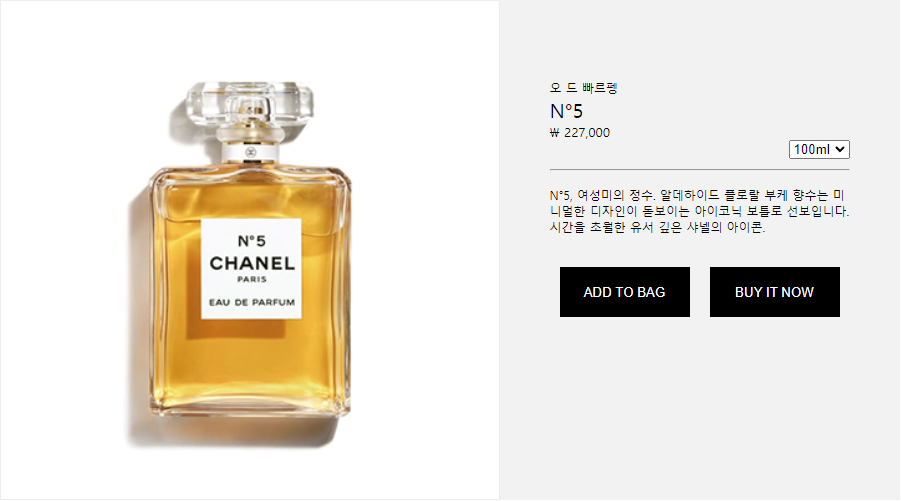 N°5
CHANEL
PARIS
EAU DE PARFUM
오 드 빠르펭
N°5
₩ 227,000
100ml
N°5, 여성미의 정수. 알데하이드 플로랄 부케 향수는 미
니멀한 디자인이 돋보이는 아이코닉 보틀로 선보입니다.
시간을 초월한 유서 깊은 샤넬의 아이콘.
ADD TO BAG
BUY IT NOW